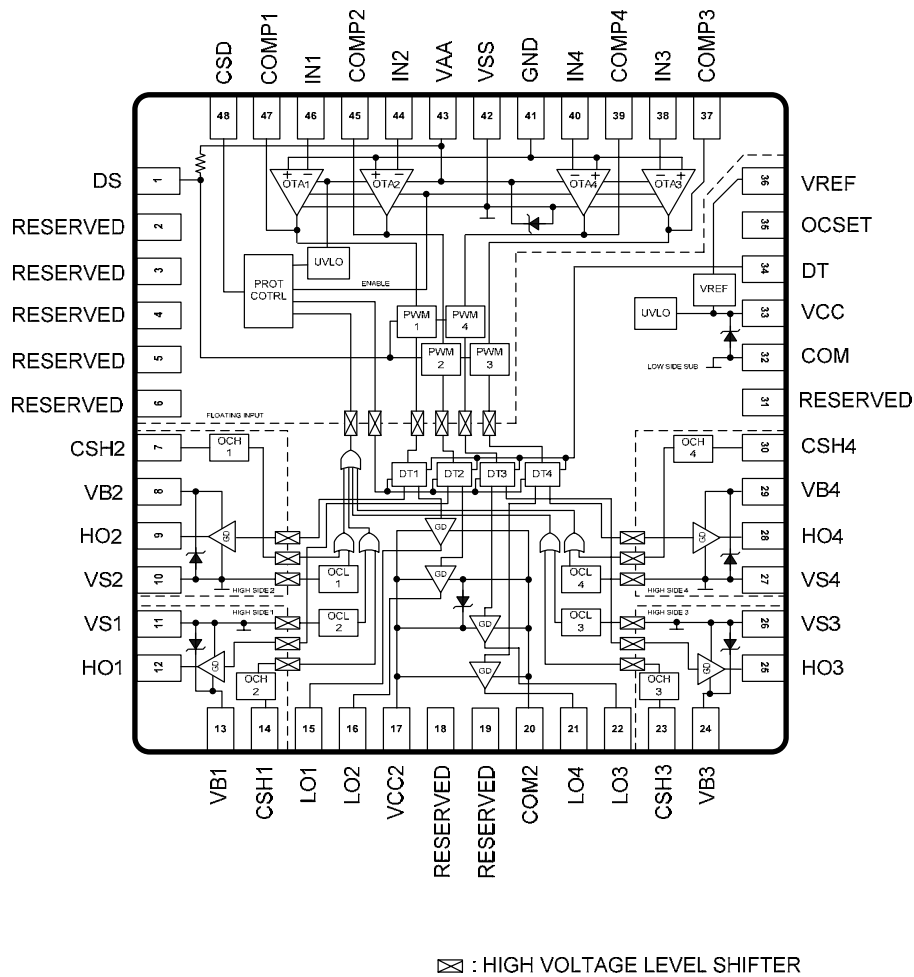 CSD
COMP1
IN1
COMP2
IN2
VAA
VSS
GND
IN4
COMP4
IN3
COMP3
48
47
46
45
44
43
42
41
40
39
38
37
DS
1
RESERVED
2
RESERVED
3
RESERVED
4
RESERVED
5
RESERVED
6
CSH2
7
VB2
8
HO2
9
VS2
10
VS1
11
HO1
12
36
VREF
35
OCSET
34
DT
33
VCC
32
COM
31
RESERVED
30
CSH4
29
VB4
28
HO4
27
VS4
26
VS3
25
HO3
+ − OTA1
+ − OTA2
− + OTA4
− + OTA3
UVLO
PROT
COTRL
ENABLE
PWM
1
PWM
4
PWM
2
PWM
3
VREF
UVLO
LOW SIDE SUB
FLOATING INPUT
OCH
1
OCH
4
DT1
DT2
DT3
DT4
GD
GD
GD
GD
GD
GD
OCL
1
OCL
4
HIGH SIDE 2
HIGH SIDE 4
HIGH SIDE 1
HIGH SIDE 3
OCL
2
OCL
3
GD
GD
OCH
2
OCH
3
13
14
15
16
17
18
19
20
21
22
23
24
VB1
CSH1
LO1
LO2
VCC2
RESERVED
RESERVED
COM2
LO4
LO3
CSH3
VB3
: HIGH VOLTAGE LEVEL SHIFTER